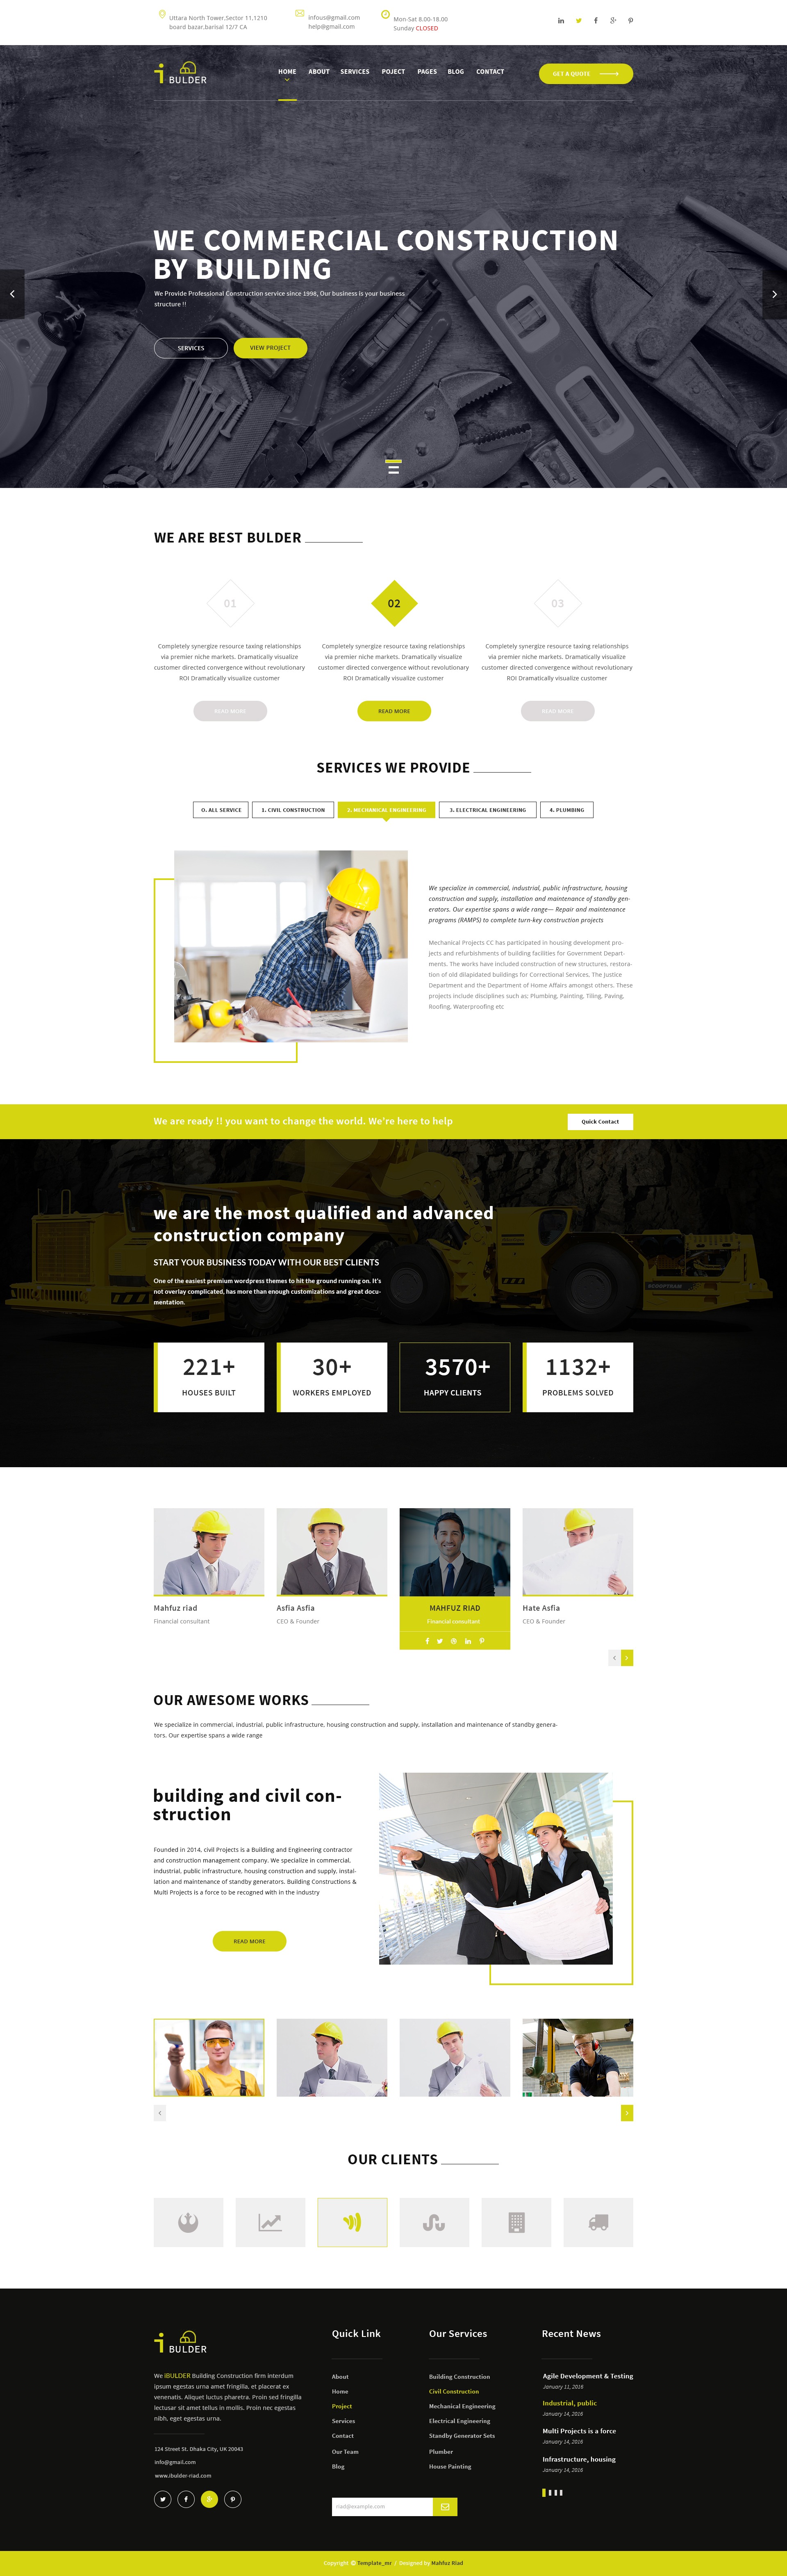 Uttara North Tower,Sector 11,1210
board bazar,barisal 12/7 CA
infous@gmail.com
help@gmail.com
Mon-Sat 8.00-18.00
Sunday CLOSED
i BULDER
HOME ABOUT SERVICES POJECT PAGES BLOG CONTACT
GET A QUOTE
WE COMMERCIAL CONSTRUCTION
BY BUILDING
We Provide Professional Construction service since 1998, Our business is your business
structure !!
SERVICES
VIEW PROJECT
WE ARE BEST BULDER
01
02
03
Completely synergize resource taxing relationships
via premier niche markets. Dramatically visualize
customer directed convergence without revolutionary
ROI Dramatically visualize customer
Completely synergize resource taxing relationships
via premier niche markets. Dramatically visualize
customer directed convergence without revolutionary
ROI Dramatically visualize customer
Completely synergize resource taxing relationships
via premier niche markets. Dramatically visualize
customer directed convergence without revolutionary
ROI Dramatically visualize customer
READ MORE
READ MORE
READ MORE
SERVICES WE PROVIDE
O. ALL SERVICE
1. CIVIL CONSTRUCTION
2. MECHANICAL ENGINEERING
3. ELECTRICAL ENGINEERING
4. PLUMBING
We specialize in commercial, industrial, public infrastructure, housing
construction and supply, installation and maintenance of standby gen-
erators. Our expertise spans a wide range— Repair and maintenance
programs (RAMPS) to complete turn-key construction projects
Mechanical Projects CC has participated in housing development pro-
jects and refurbishments of building facilities for Government Depart-
ments. The works have included construction of new structures, restora-
tion of old dilapidated buildings for Correctional Services, The Justice
Department and the Department of Home Affairs amongst others. These
projects include disciplines such as; Plumbing, Painting, Tiling, Paving,
Roofing, Waterproofing etc
We are ready !! you want to change the world. We're here to help
Quick Contact
we are the most qualified and advanced
construction company
START YOUR BUSINESS TODAY WITH OUR BEST CLIENTS
One of the easiest premium wordpress themes to hit the ground running on. It's
not overlay complicated, has more than enough customizations and great docu-
mentation.
221+
HOUSES BUILT
30+
WORKERS EMPLOYED
3570+
HAPPY CLIENTS
1132+
PROBLEMS SOLVED
Mahfuz riad
Financial consultant
Asfia Asfia
CEO & Founder
MAHFUZ RIAD
Financial consultant
Hate Asfia
CEO & Founder
OUR AWESOME WORKS
We specialize in commercial, industrial, public infrastructure, housing construction and supply, installation and maintenance of standby genera-
tors. Our expertise spans a wide range
building and civil con-
struction
Founded in 2014, civil Projects is a Building and Engineering contractor
and construction management company. We specialize in commercial,
industrial, public infrastructure, housing construction and supply, instal-
lation and maintenance of standby generators. Building Constructions &
Multi Projects is a force to be recogned with in the industry
READ MORE
OUR CLIENTS
i BULDER
We iBULDER Building Construction firm Interdum
ipsum egestas urna amet fringilla, et placerat ex
venenatis. Aliquet luctus pharetra. Proin sed fringilla
lectusar sit amet tellus in mollis. Proin nec egestas
nibh, eget egestas urna.
124 Street St. Dhaka City, UK 20043
info@gmail.com
www.ibulder-riad.com
Quick Link
About
Home
Project
Services
Contact
Our Team
Blog
Our Services
Building Construction
Civil Construction
Mechanical Engineering
Electrical Engineering
Standby Generator Sets
Plumber
House Painting
riad@example.com
Recent News
Agile Development & Testing
January 11, 2016
Industrial, public
January 14, 2016
Multi Projects is a force
January 14, 2016
Infrastructure, housing
January 14, 2016
Copyright © Template_mr / Designed by Mahfuz Riad